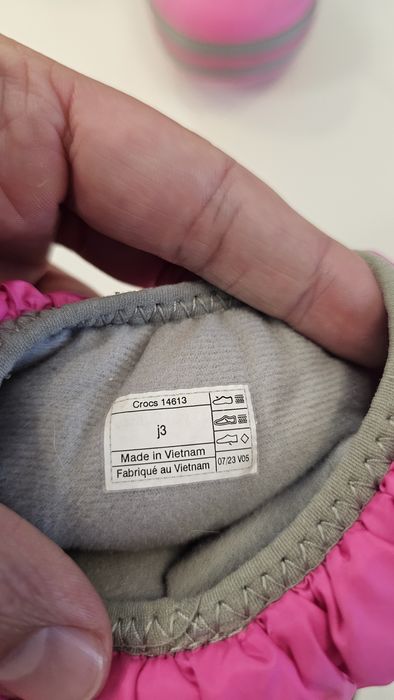 Crocs 14613
j3
Made in Vietnam
Fabriqué au Vietnam
07/23 V05